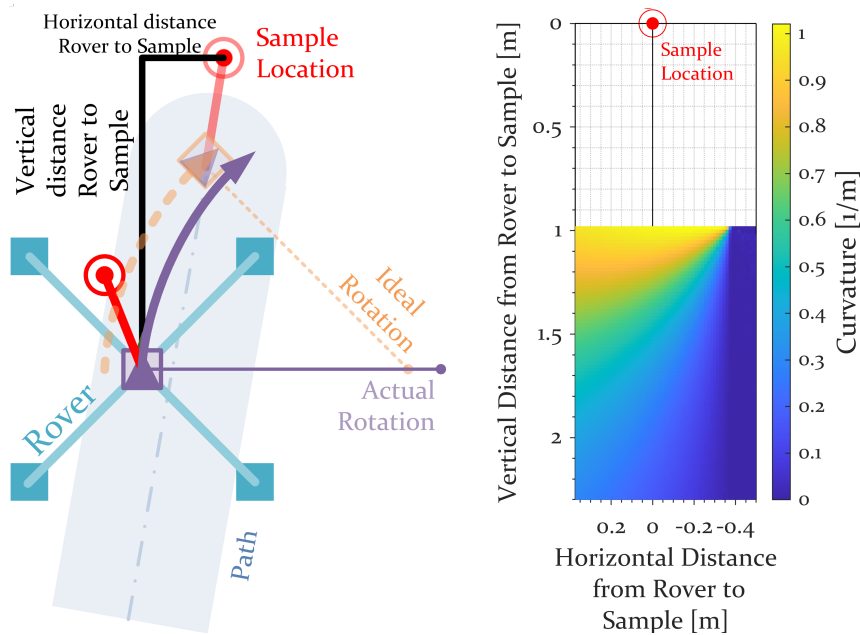 Horizontal distance
Rover to Sample
Sample
Location
Vertical
distance
Rover to
Sample
Ideal
Rotation
Actual
Rotation
Rover
Path
Vertical Distance from Rover to Sample [m]
0
0.5
1
1.5
2
Sample
Location
0.2 0 -0.2 -0.4
Horizontal Distance
from Rover to
Sample [m]
1
0.9
0.8
0.7
0.6
0.5
0.4
0.3
0.2
0.1
0
Curvature [1/m]